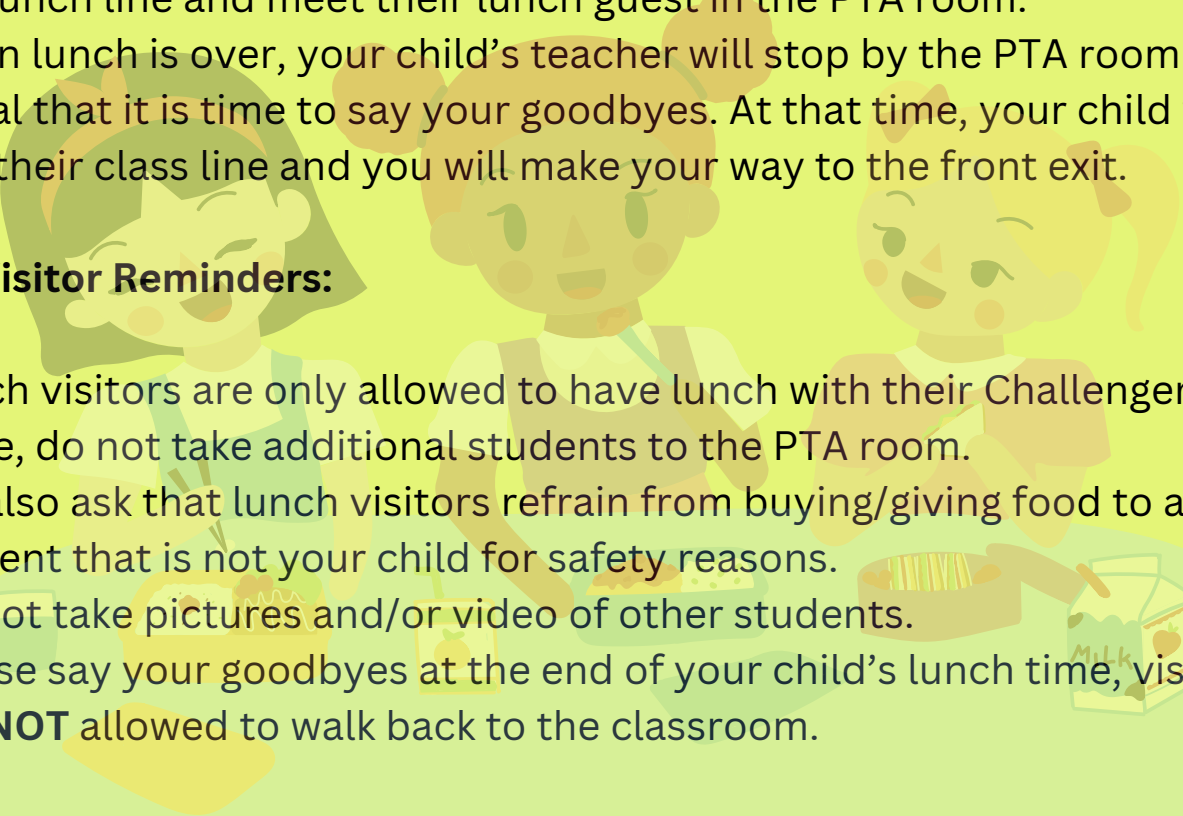 unch line and meet their lunch guest in the PTA room.
n lunch is over, your child's teacher will stop by the PTA room
al that it is time to say your goodbyes. At that time, your child
their class line and you will make your way to the front exit.
isitor Reminders:
ch visitors are only allowed to have lunch with their Challenger
e, do not take additional students to the PTA room.
also ask that lunch visitors refrain from buying/giving food to a
ent that is not your child for safety reasons.
ot take pictures and/or video of other students.
se say your goodbyes at the end of your child's lunch time, vis
NOT allowed to walk back to the classroom.
MiLk